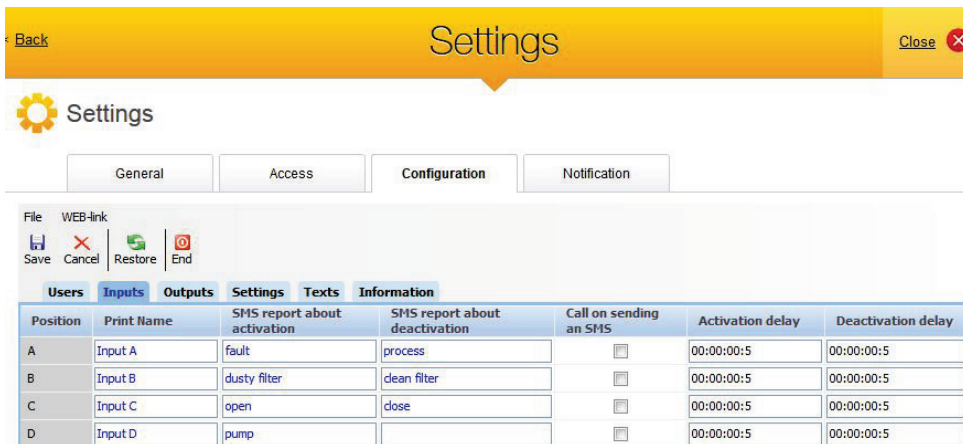 < Back Settings Close
Settings
General Access Configuration Notification
File WEB-link
Save Cancel Restore End
Users Inputs Outputs Settings Texts Information
Position Print Name SMS report about activation SMS report about deactivation Call on sending an SMS Activation delay Deactivation delay
A Input A fault process 00:00:00:5 00:00:00:5
B Input B dusty filter clean filter 00:00:00:5 00:00:00:5
C Input C open close 00:00:00:5 00:00:00:5
D Input D pump 00:00:00:5 00:00:00:5